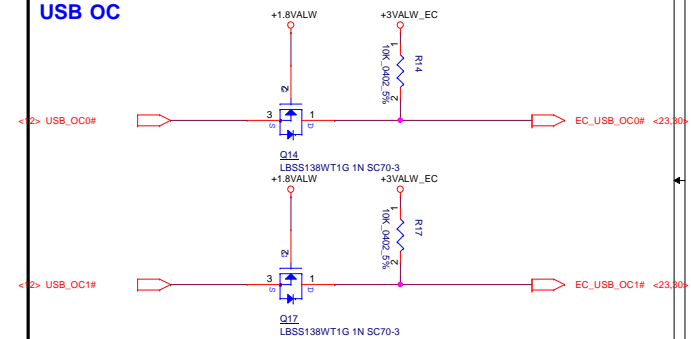 USB OC
+1.8VALW
+3VALW_EC
1
R14
10K_0402_5%
2
2
G
3
1
S
D
<12> USB_OC0#
EC_USB_OC0# <23,30>
Q14
LBSS138WT1G 1N SC70-3
+1.8VALW
+3VALW_EC
1
R17
10K_0402_5%
2
2
G
3
1
S
D
<12> USB_OC1#
EC_USB_OC1# <23,30>
Q17
LBSS138WT1G 1N SC70-3